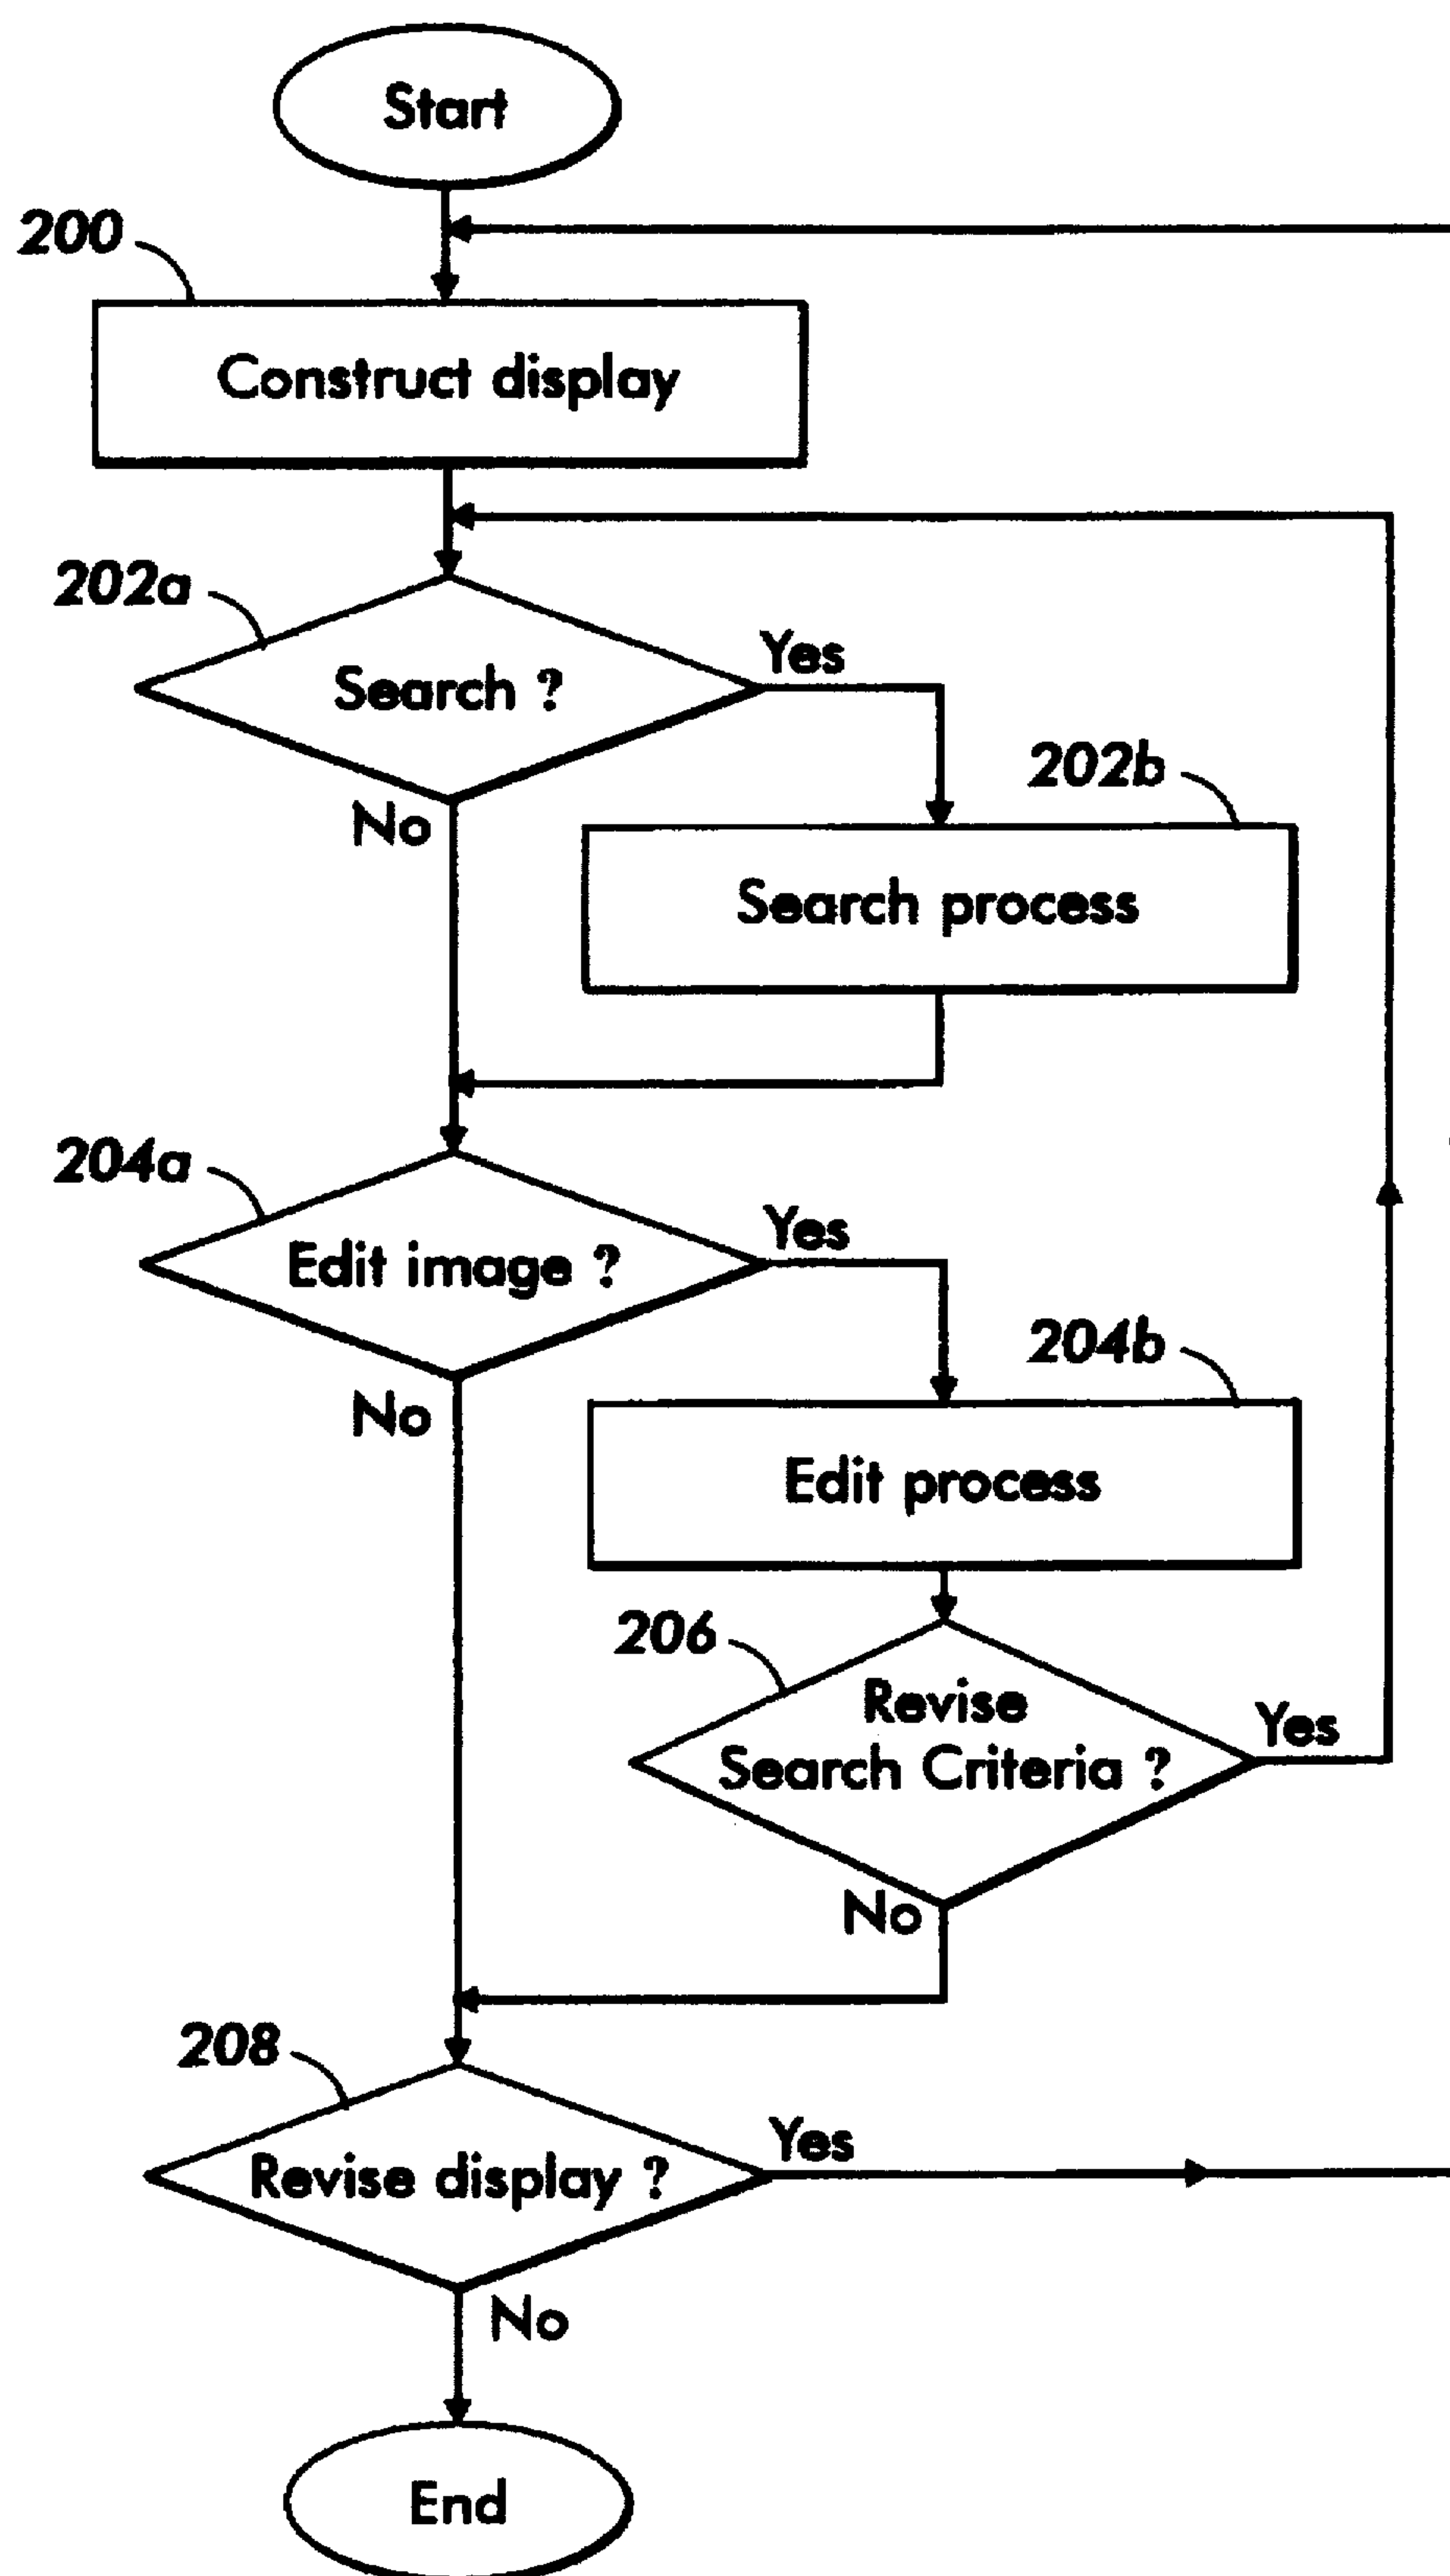 Start
200
Construct display
202a
Search ?
Yes
No
202b
Search process
204a
Edit image ?
Yes
No
204b
Edit process
206
Revise
Search Criteria ?
Yes
No
208
Revise display ?
Yes
No
End